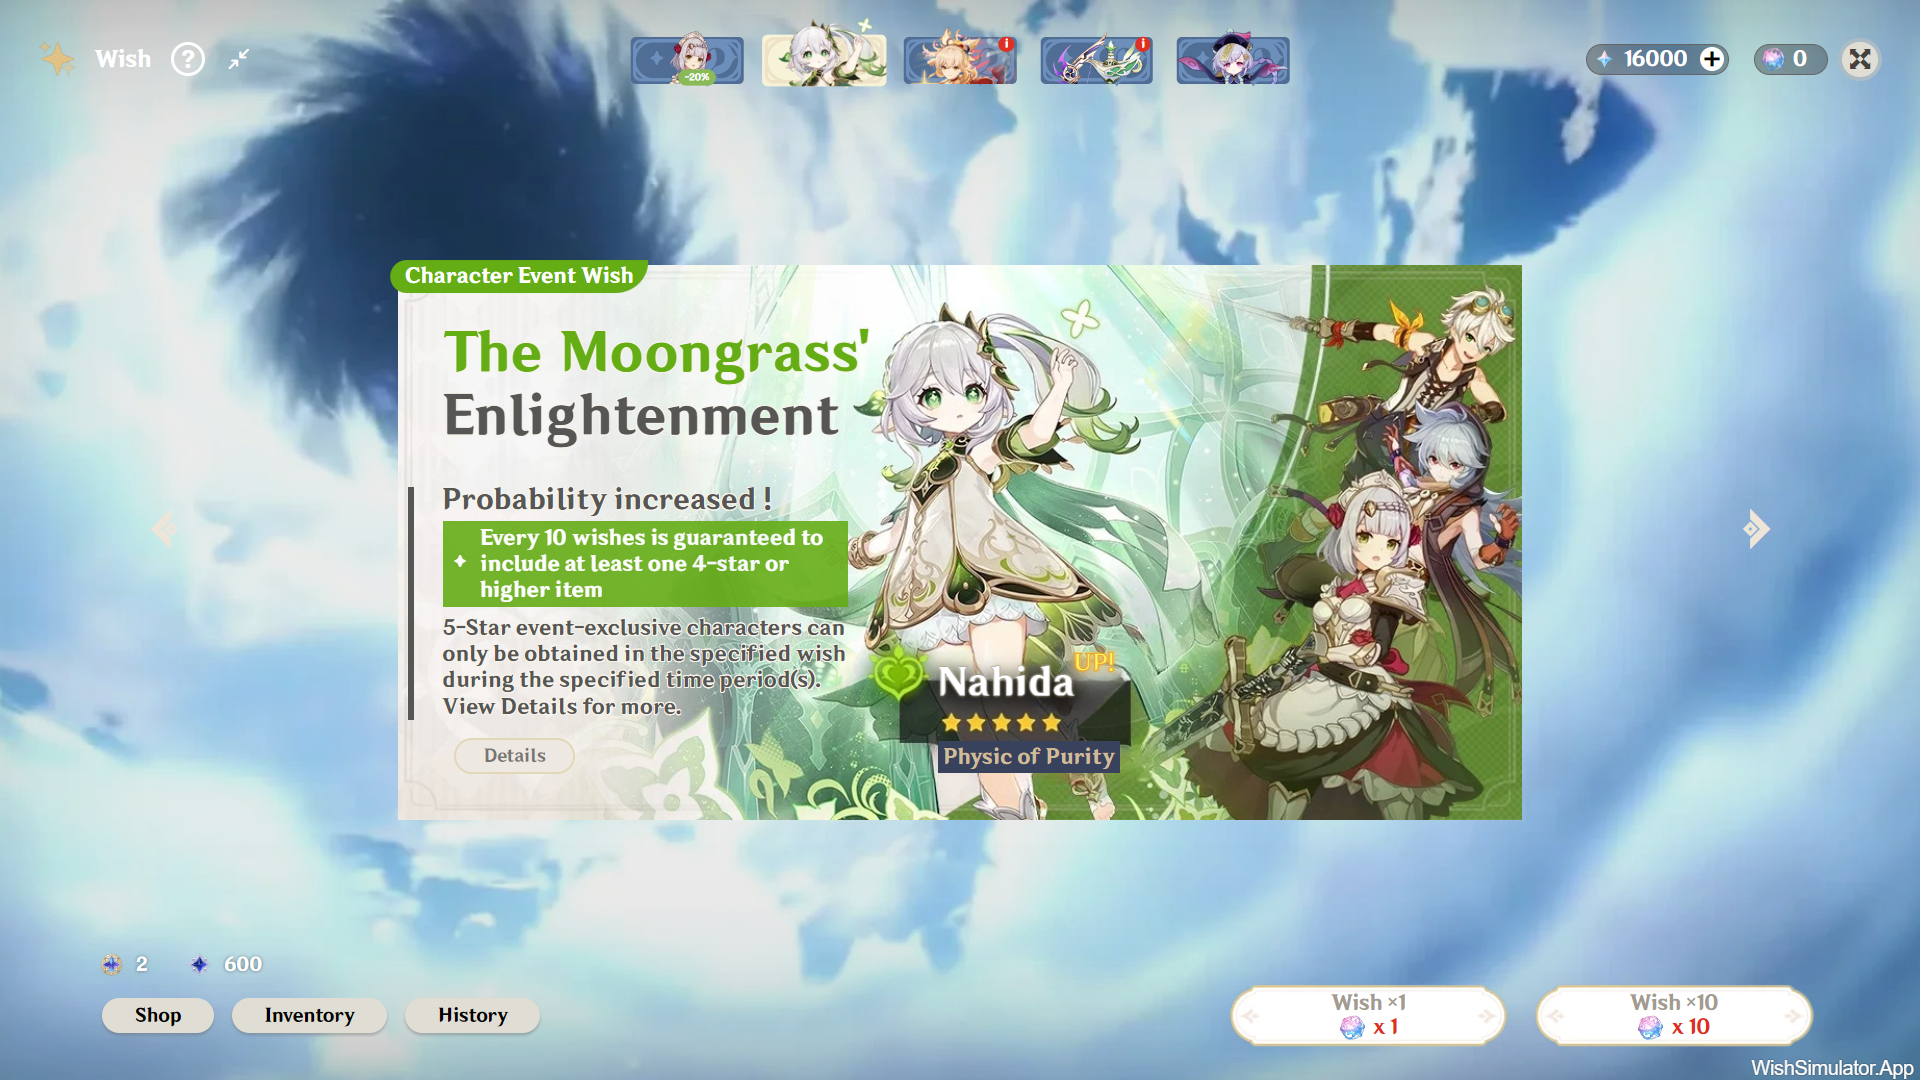 Wish ?
-20%
16000
0
Character Event Wish
The Moongrass'
Enlightenment
Probability increased !
Every 10 wishes is guaranteed to
include at least one 4-star or
higher item
5-Star event-exclusive characters can
only be obtained in the specified wish
during the specified time period(s).
View Details for more.
Details
Nahida UP!
Physic of Purity
2
600
Shop
Inventory
History
Wish ×1
x 1
Wish ×10
x 10
WishSimulator.App